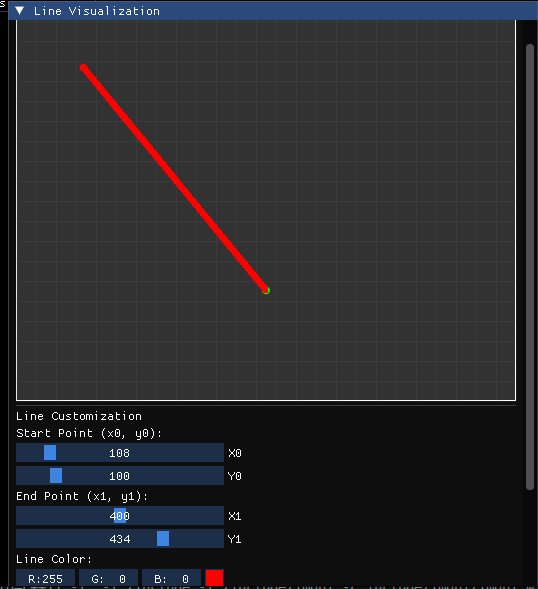 Line Visualization
Line Customization
Start Point (x0, y0):
108 X0
100 Y0
End Point (x1, y1):
400 X1
434 Y1
Line Color:
R:255 G: 0 B: 0